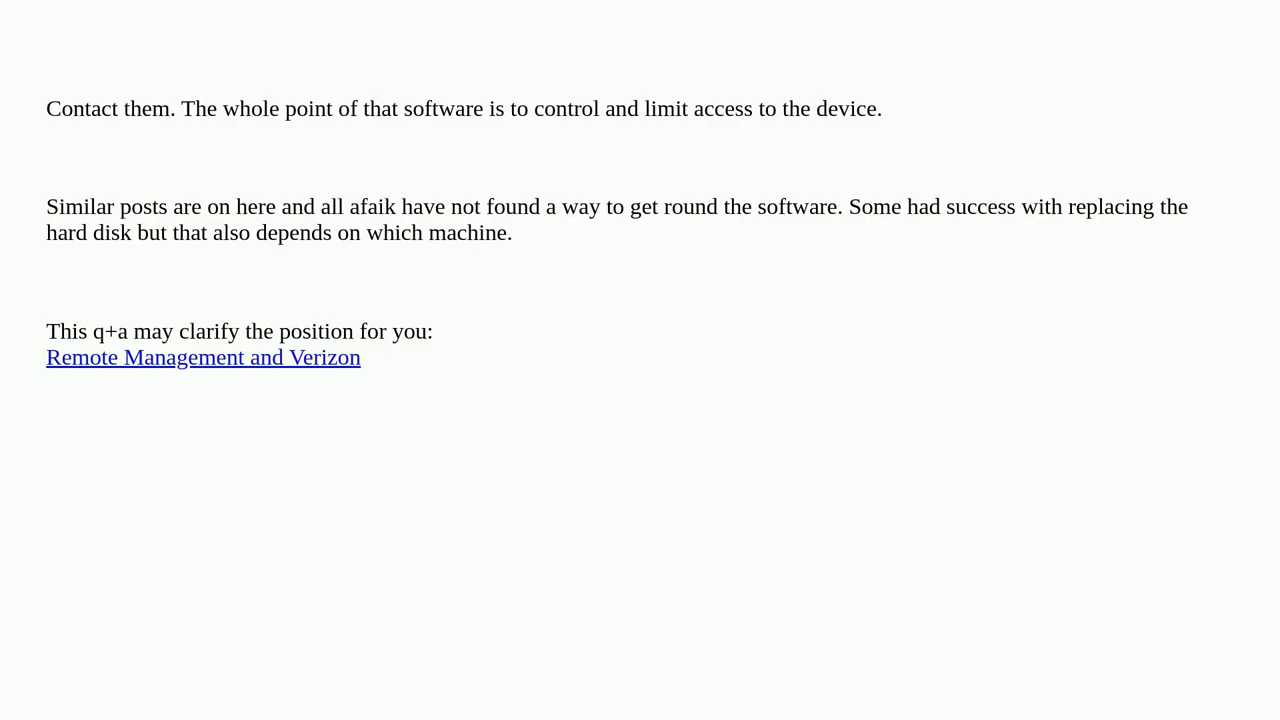 Contact them. The whole point of that software is to control and limit access to the device.
Similar posts are on here and all afaik have not found a way to get round the software. Some had success with replacing the
hard disk but that also depends on which machine.
This q+a may clarify the position for you:
Remote Management and Verizon